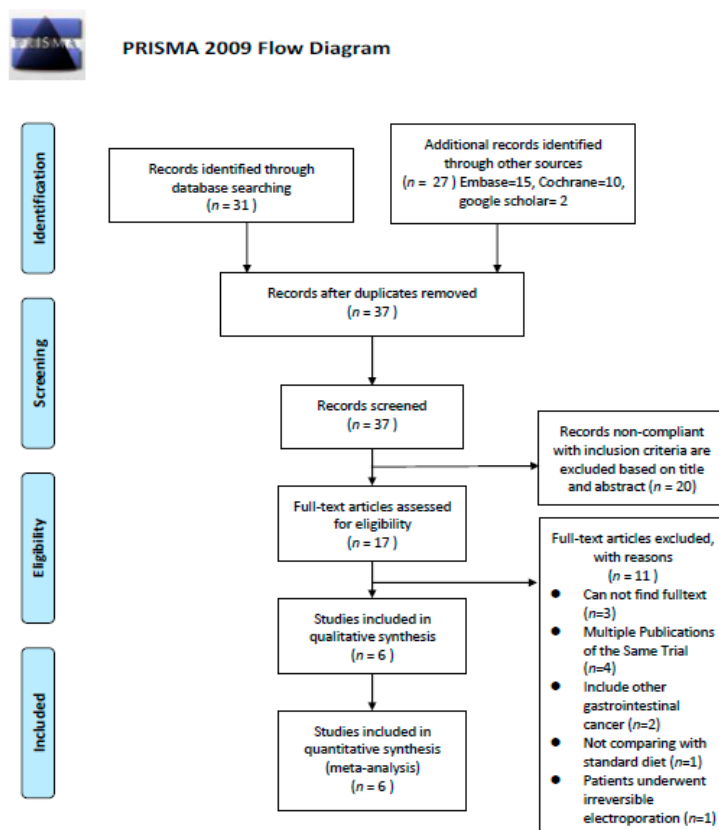 PRISMA
PRISMA 2009 Flow Diagram
Identification
Records identified through
database searching
(n = 31 )
Additional records identified
through other sources
(n = 27 ) Embase=15, Cochrane=10,
google scholar= 2
Records after duplicates removed
(n = 37 )
Screening
Records screened
(n = 37 )
Records non-compliant
with inclusion criteria are
excluded based on title
and abstract (n = 20)
Eligibility
Full-text articles assessed
for eligibility
(n = 17 )
Full-text articles excluded,
with reasons
(n = 11 )
● Can not find fulltext
(n=3)
● Multiple Publications
of the Same Trial
(n=4)
● Include other
gastrointestinal
cancer (n=2)
● Not comparing with
standard diet (n=1)
● Patients underwent
irreversible
electroporation (n=1)
Studies included in
qualitative synthesis
(n = 6 )
Included
Studies included in
quantitative synthesis
(meta-analysis)
(n = 6 )